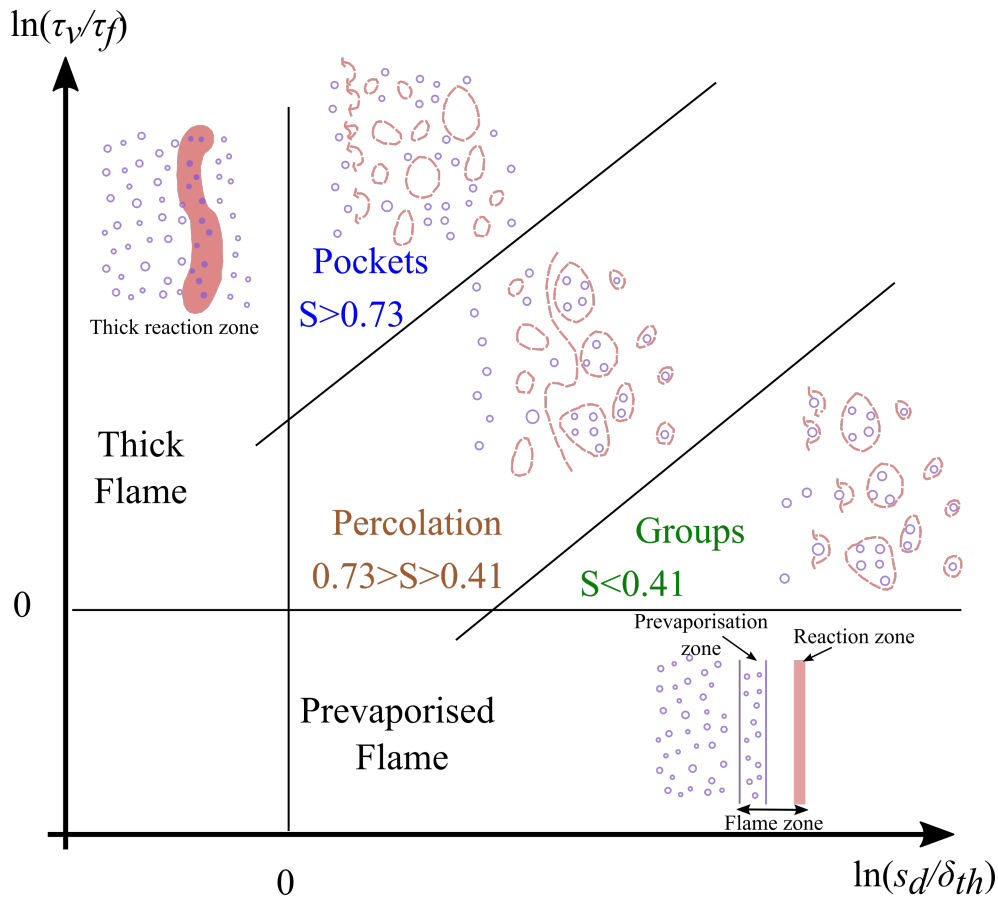 ln(τv/τf)
Pockets
S>0.73
Thick reaction zone
Thick
Flame
Percolation
0.73>S>0.41
Groups
S<0.41
0
Prevaporisation
zone
Reaction zone
Prevaporised
Flame
Flame zone
0
ln(sd/δth)